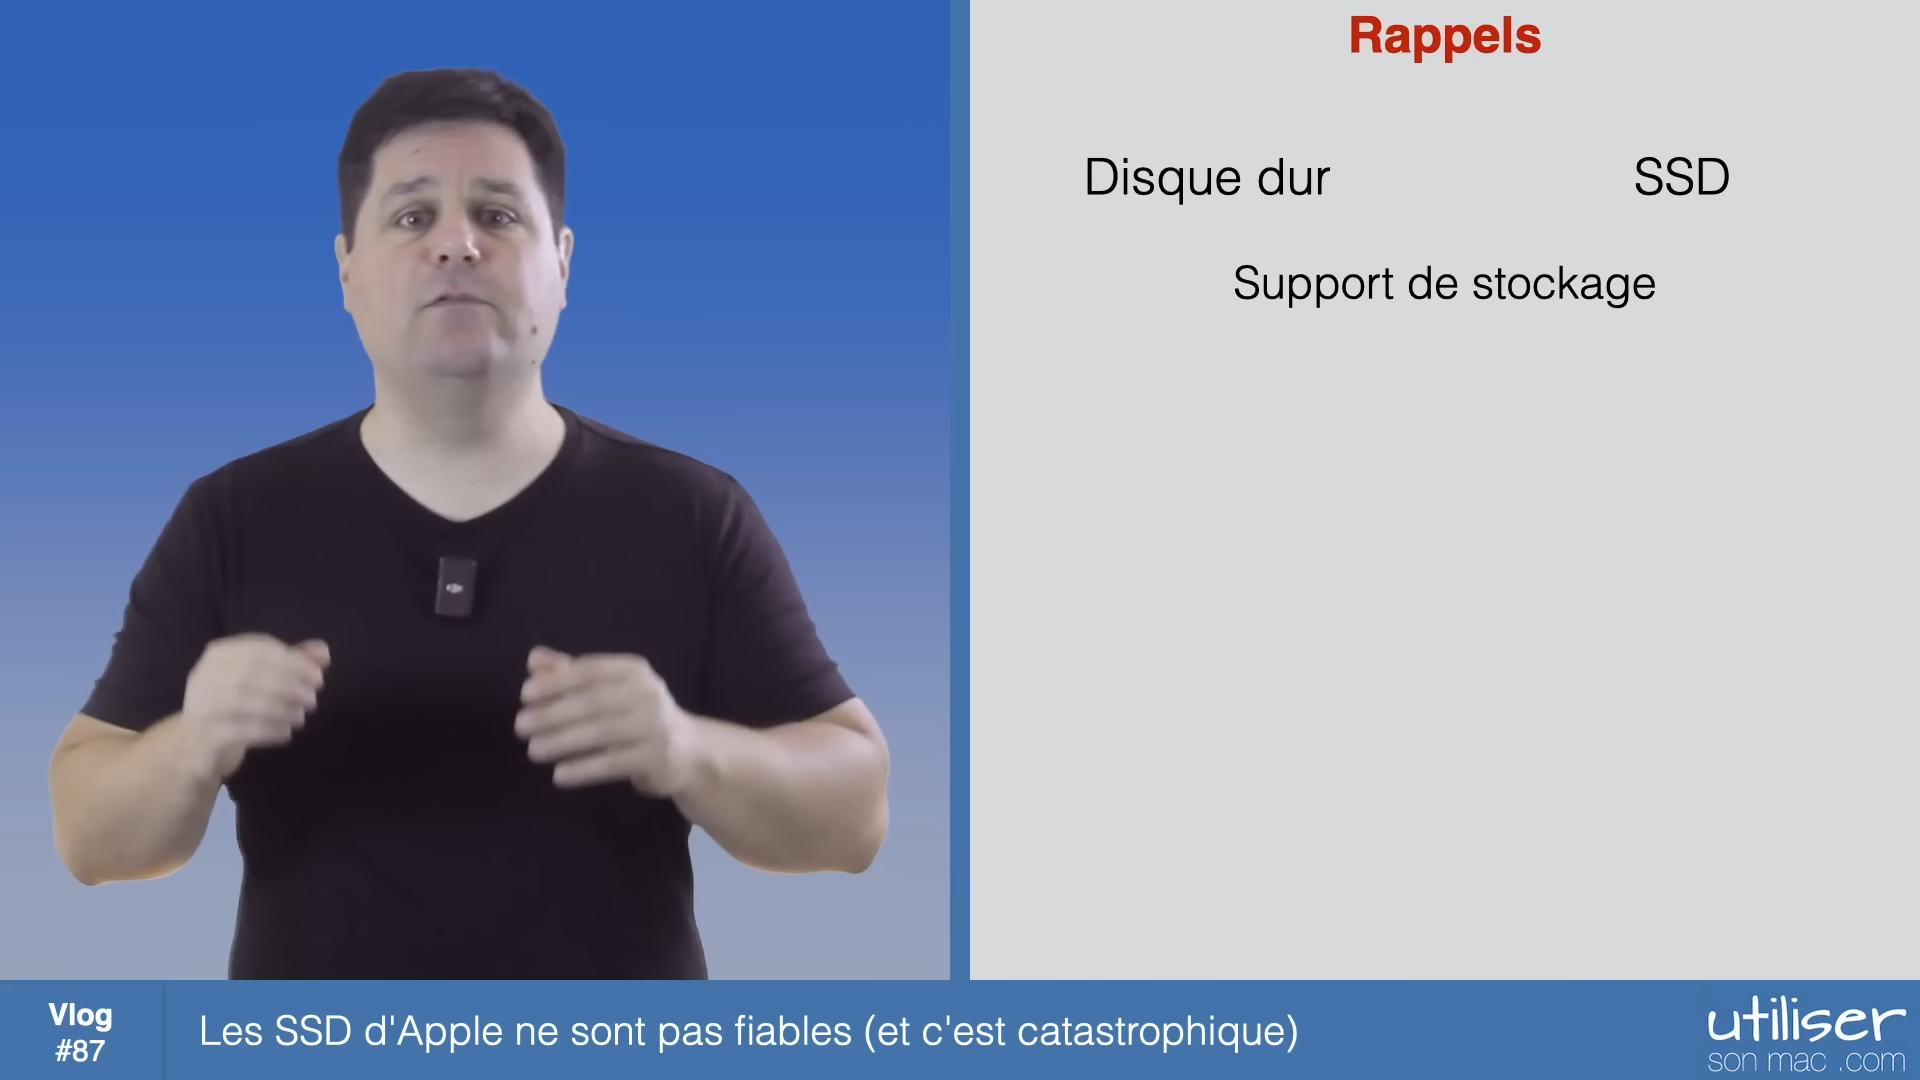 Rappels
Disque dur
SSD
Support de stockage
Vlog
#87
Les SSD d'Apple ne sont pas fiables (et c'est catastrophique)
utiliser
son mac .com